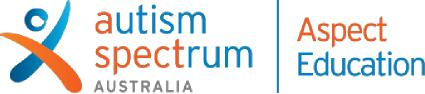 autism
spectrum
AUSTRALIA
Aspect
Education